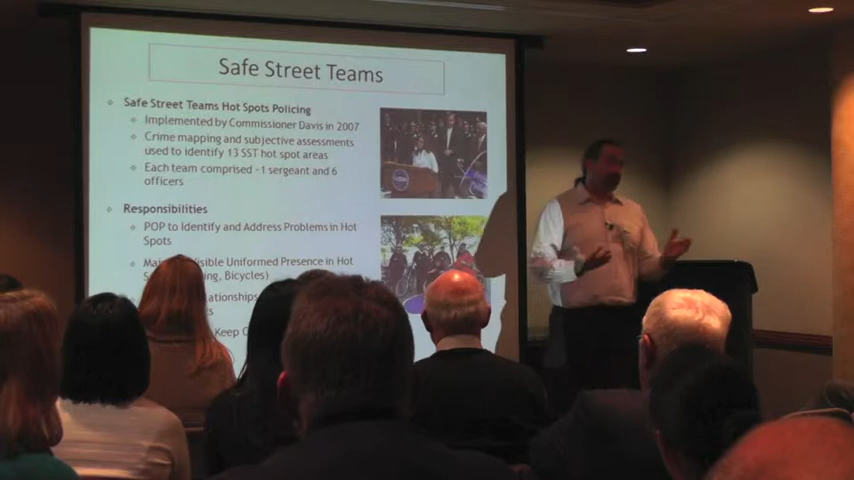 Safe Street Teams
Safe Street Teams Hot Spots Policing
Implemented by Commissioner Davis in 2007
Crime mapping and subjective assessments
used to identify 13 SST hot spot areas
Each team comprised ~1 sergeant and 6
officers
Responsibilities
POP to Identify and Address Problems in Hot
Spots
Visible Uniformed Presence in Hot
Bicycles)
Keep